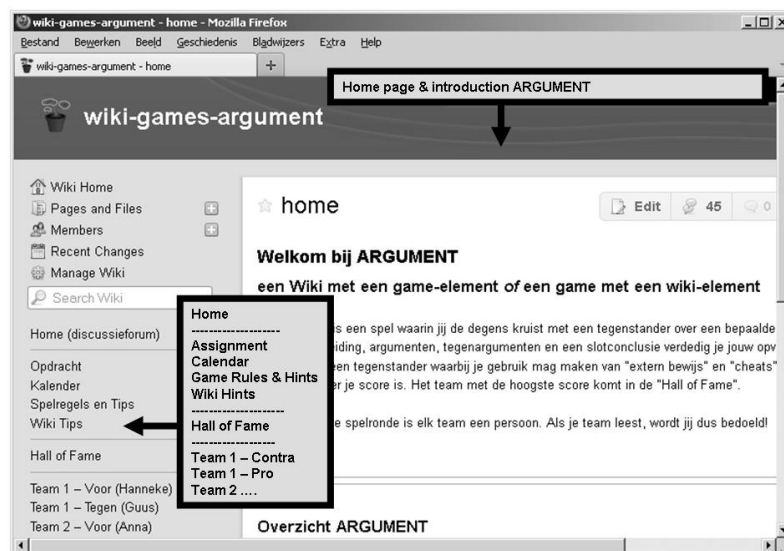 wiki-games-argument - home - Mozilla Firefox
Bestand Bewerken Beeld Geschiedenis Bladwijzers Extra Help
wiki-games-argument - home
Home page & introduction ARGUMENT
wiki-games-argument
Wiki Home
Pages and Files
Members
Recent Changes
Manage Wiki
Search Wiki
Home (discussieforum)
Opdracht
Kalender
Spelregels en Tips
Wiki Tips
Hall of Fame
Team 1 – Voor (Hanneke)
Team 1 – Tegen (Guus)
Team 2 – Voor (Anna)
Home
--------------------
Assignment
Calendar
Game Rules & Hints
Wiki Hints
---------------------
Hall of Fame
-------------------
Team 1 – Contra
Team 1 – Pro
Team 2 ....
home
Edit 45 0
Welkom bij ARGUMENT
een Wiki met een game-element of een game met een wiki-element
is een spel waarin jij de degens kruist met een tegenstander over een bepaalde
argumenten, tegenargumenten en een slotconclusie verdedig je jouw
een tegenstander waarbij je gebruik mag maken van "extern bewijs" en "cheats"
je score is. Het team met de hoogste score komt in de "Hall of Fame".
spelronde is elk team een persoon. Als je team leest, wordt jij dus bedoeld!
Overzicht ARGUMENT